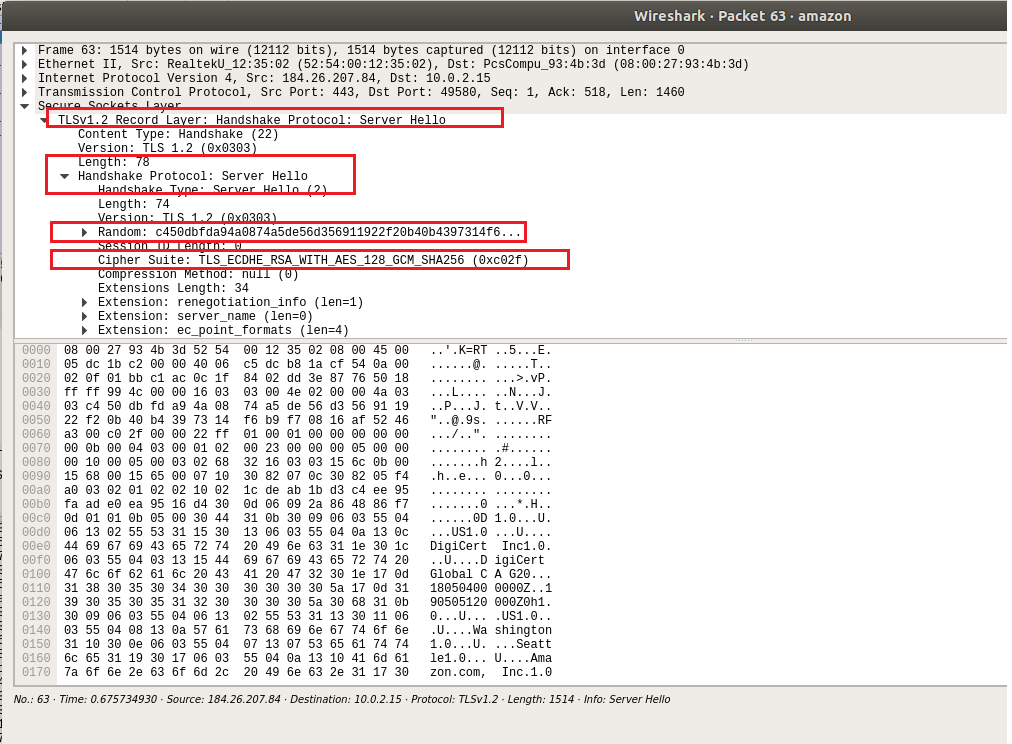 Wireshark · Packet 63 · amazon
Frame 63: 1514 bytes on wire (12112 bits), 1514 bytes captured (12112 bits) on interface 0
Ethernet II, Src: RealtekU_12:35:02 (52:54:00:12:35:02), Dst: PcsCompu_93:4b:3d (08:00:27:93:4b:3d)
Internet Protocol Version 4, Src: 184.26.207.84, Dst: 10.0.2.15
Transmission Control Protocol, Src Port: 443, Dst Port: 49580, Seq: 1, Ack: 518, Len: 1460
Secure Sockets Layer
TLSv1.2 Record Layer: Handshake Protocol: Server Hello
Content Type: Handshake (22)
Version: TLS 1.2 (0x0303)
Length: 78
Handshake Protocol: Server Hello
Handshake Type: Server Hello (2)
Length: 74
Version: TLS 1.2 (0x0303)
Random: c450dbfda94a0874a5de56d356911922f20b40b4397314f6...
Session ID Length: 0
Cipher Suite: TLS_ECDHE_RSA_WITH_AES_128_GCM_SHA256 (0xc02f)
Compression Method: null (0)
Extensions Length: 34
Extension: renegotiation_info (len=1)
Extension: server_name (len=0)
Extension: ec_point_formats (len=4)
0000 08 00 27 93 4b 3d 52 54 00 12 35 02 08 00 45 00 ..'.K=RT ..5...E.
0010 05 dc 1b c2 00 00 40 06 c5 dc b8 1a cf 54 0a 00 ......@. .....T..
0020 02 0f 01 bb c1 ac 0c 1f 84 02 dd 3e 87 76 50 18 ........ ...>.vP.
0030 ff ff 99 4c 00 00 16 03 03 00 4e 02 00 00 4a 03 ...L.... ..N...J.
0040 03 c4 50 db fd a9 4a 08 74 a5 de 56 d3 56 91 19 ..P...J. t..V.V..
0050 22 f2 0b 40 b4 39 73 14 f6 b9 f7 08 16 af 52 46 "..@.9s. ......RF
0060 a3 00 c0 2f 00 00 22 ff 01 00 01 00 00 00 00 00 .../..". ........
0070 00 0b 00 04 03 00 01 02 00 23 00 00 00 05 00 00 ........ .#......
0080 00 10 00 05 00 03 02 68 32 16 03 03 15 6c 0b 00 .......h 2....l..
0090 15 68 00 15 65 00 07 10 30 82 07 0c 30 82 05 f4 .h..e... 0...0...
00a0 a0 03 02 01 02 02 10 02 1c de ab 1b d3 c4 ee 95 ........ ........
00b0 fa ad e0 ea 95 16 d4 30 0d 06 09 2a 86 48 86 f7 .......0 ...*.H..
00c0 0d 01 01 0b 05 00 30 44 31 0b 30 09 06 03 55 04 ......0D 1.0...U.
00d0 06 13 02 55 53 31 15 30 13 06 03 55 04 0a 13 0c ...US1.0 ...U....
00e0 44 69 67 69 43 65 72 74 20 49 6e 63 31 1e 30 1c DigiCert  Inc1.0.
00f0 06 03 55 04 03 13 15 44 69 67 69 43 65 72 74 20 ..U....D igiCert
0100 47 6c 6f 62 61 6c 20 43 41 20 47 32 30 1e 17 0d Global C A G20...
0110 31 38 30 35 30 34 30 30 30 30 30 30 5a 17 0d 31 18050400 0000Z..1
0120 39 30 35 30 35 31 32 30 30 30 30 5a 30 68 31 0b 90505120 000Z0h1.
0130 30 09 06 03 55 04 06 13 02 55 53 31 13 30 11 06 0...U... .US1.0..
0140 03 55 04 08 13 0a 57 61 73 68 69 6e 67 74 6f 6e .U....Wa shington
0150 31 10 30 0e 06 03 55 04 07 13 07 53 65 61 74 74 1.0...U. ...Seatt
0160 6c 65 31 19 30 17 06 03 55 04 0a 13 10 41 6d 61 le1.0... U....Ama
0170 7a 6f 6e 2e 63 6f 6d 2c 20 49 6e 63 2e 31 17 30 zon.com,  Inc.1.0
No.: 63 · Time: 0.675734930 · Source: 184.26.207.84 · Destination: 10.0.2.15 · Protocol: TLSv1.2 · Length: 1514 · Info: Server Hello